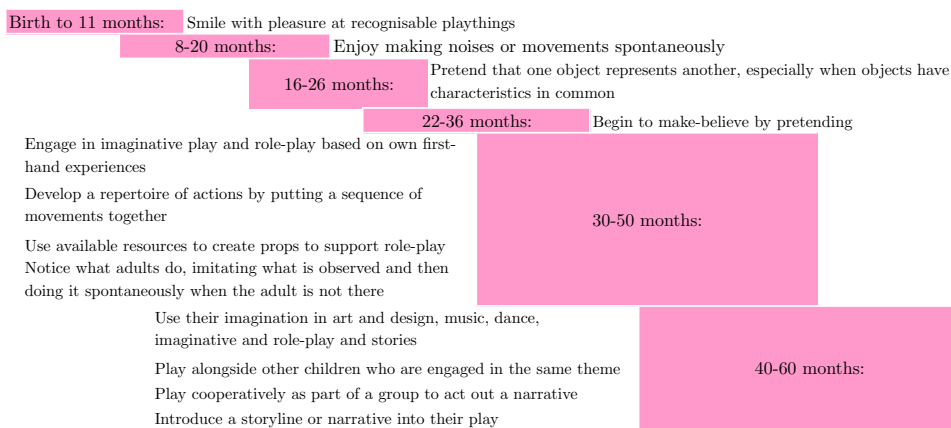 Birth to 11 months: Smile with pleasure at recognisable playthings
8-20 months: Enjoy making noises or movements spontaneously
16-26 months: Pretend that one object represents another, especially when objects have
characteristics in common
22-36 months: Begin to make-believe by pretending
30-50 months:
Engage in imaginative play and role-play based on own first-
hand experiences
Develop a repertoire of actions by putting a sequence of
movements together
Use available resources to create props to support role-play
Notice what adults do, imitating what is observed and then
doing it spontaneously when the adult is not there
40-60 months:
Use their imagination in art and design, music, dance,
imaginative and role-play and stories
Play alongside other children who are engaged in the same theme
Play cooperatively as part of a group to act out a narrative
Introduce a storyline or narrative into their play